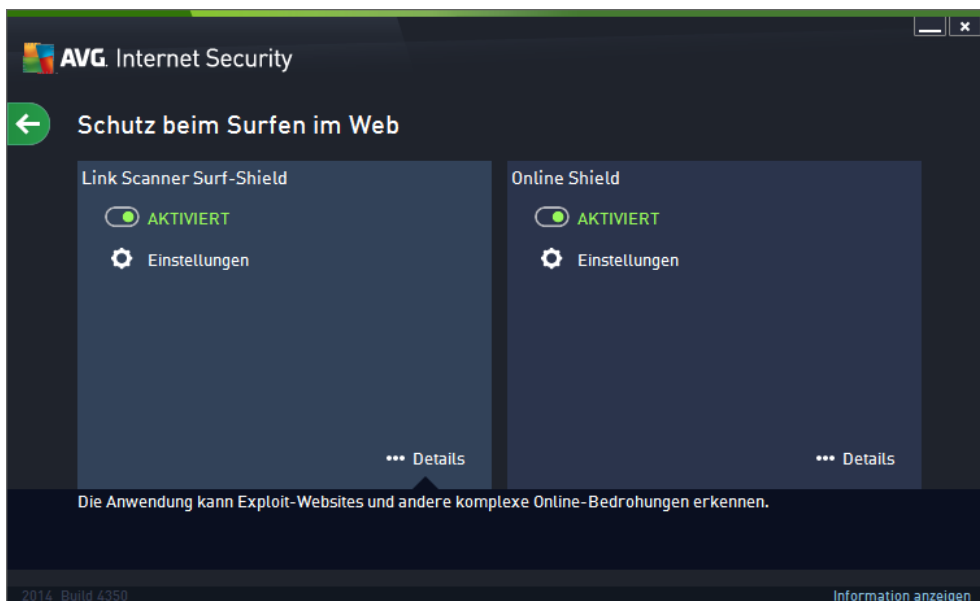 AVG. Internet Security
Schutz beim Surfen im Web
Link Scanner Surf-Shield
AKTIVIERT
Einstellungen
••• Details
Online Shield
AKTIVIERT
Einstellungen
••• Details
Die Anwendung kann Exploit-Websites und andere komplexe Online-Bedrohungen erkennen.
2014 Build 4350
Information anzeigen